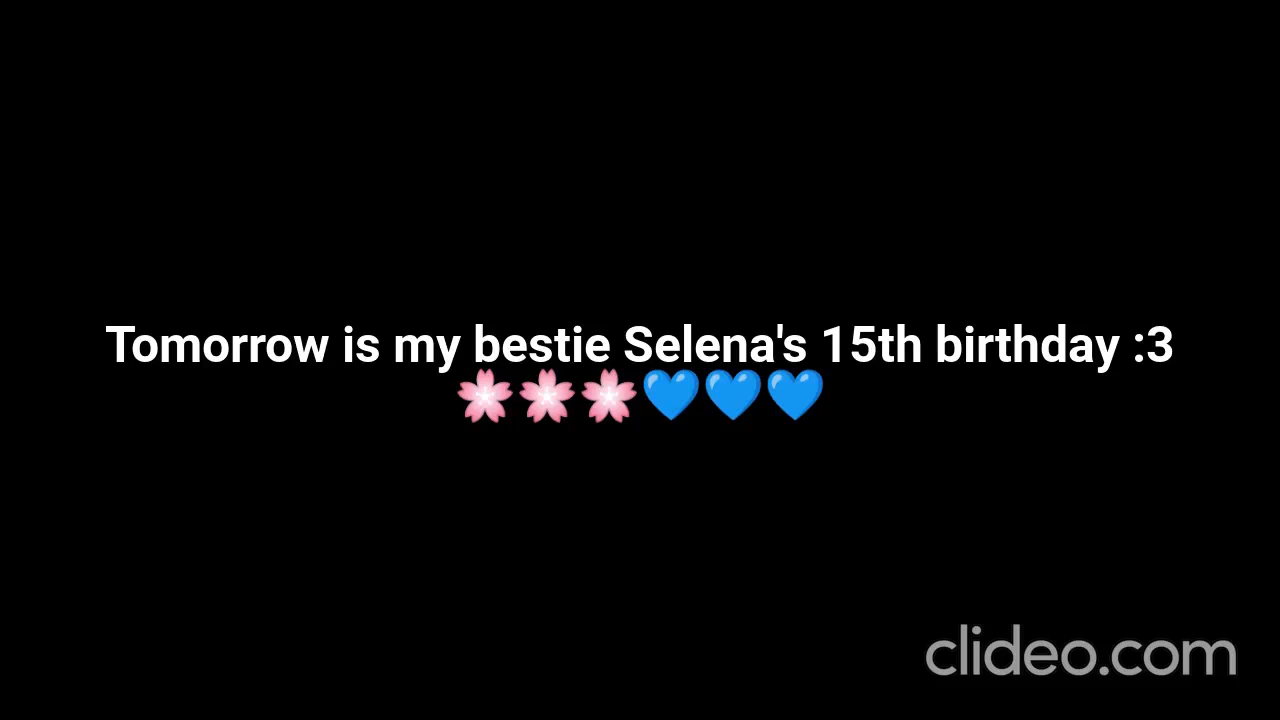 Tomorrow is my bestie Selena's 15th birthday :3
🌸🌸🌸💙💙💙
clideo.com